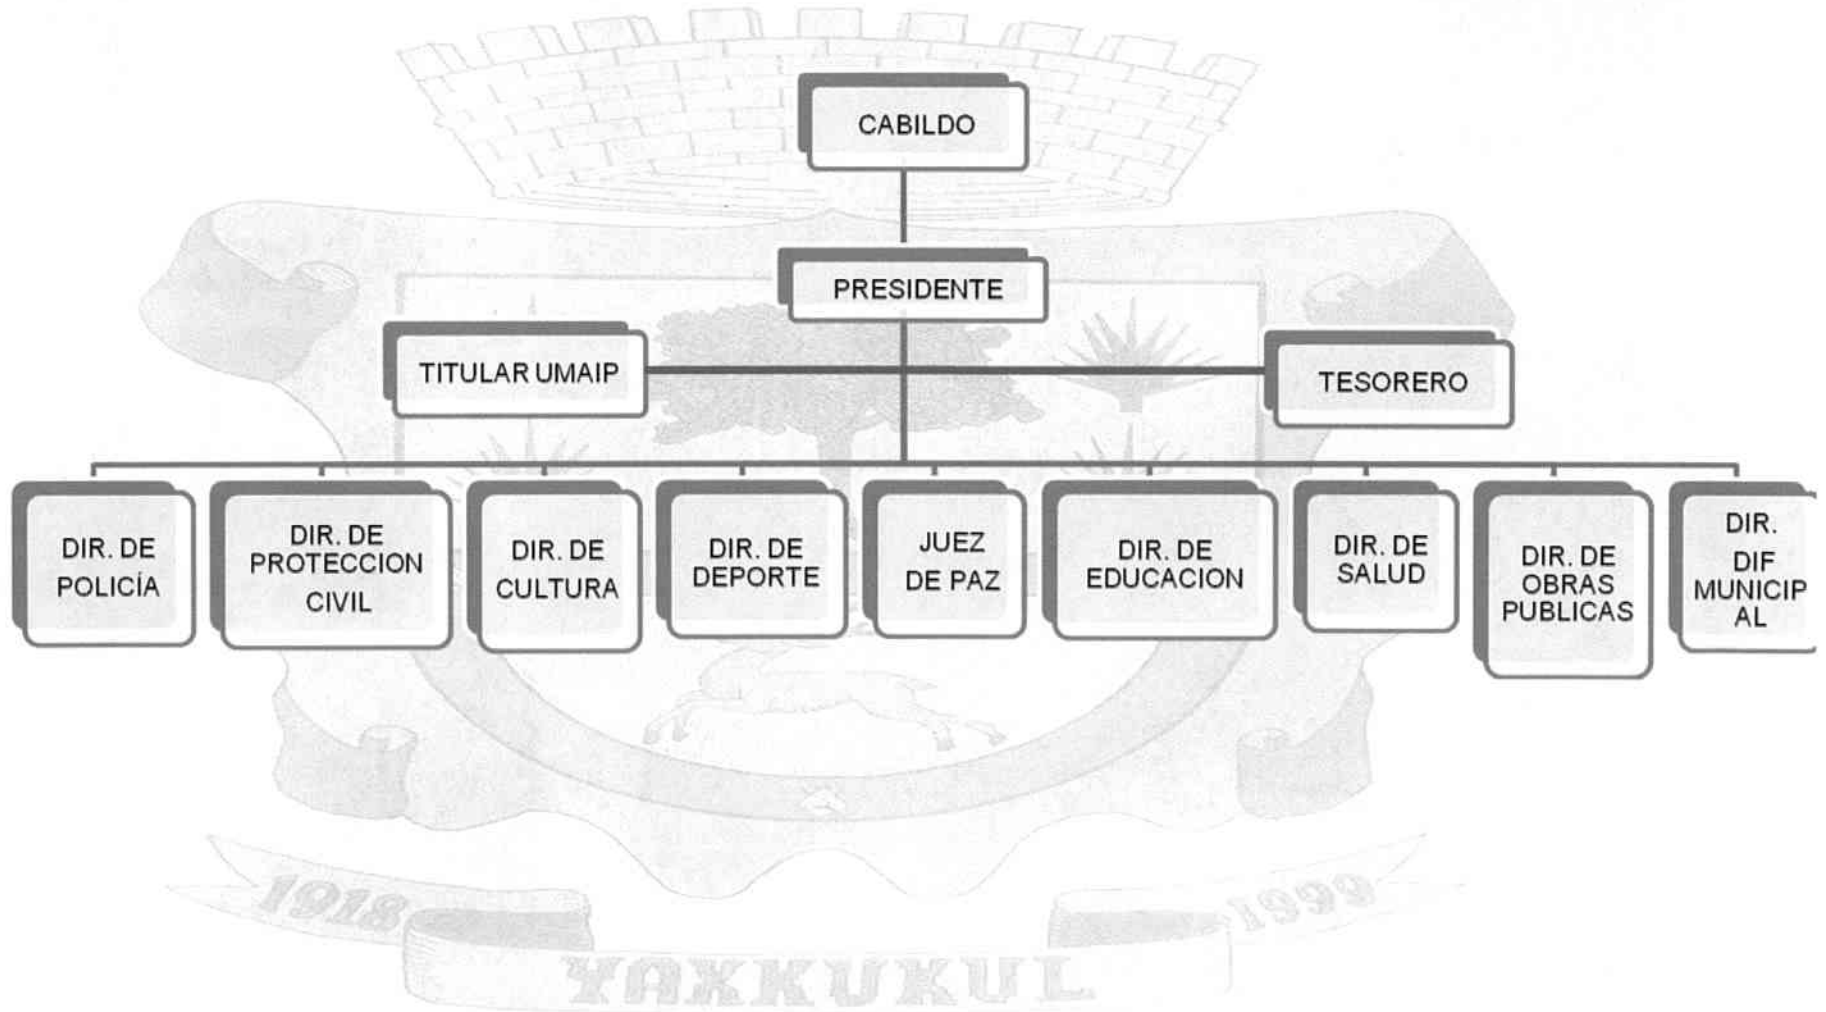 CABILDO
PRESIDENTE
TITULAR UMAIP
TESORERO
DIR. DE
POLICÍA
DIR. DE
PROTECCION
CIVIL
DIR. DE
CULTURA
DIR. DE
DEPORTE
JUEZ
DE PAZ
DIR. DE
EDUCACION
DIR. DE
SALUD
DIR. DE
OBRAS
PUBLICAS
DIR.
DIF
MUNICIP
AL
1918
1999
YAXKUKUL